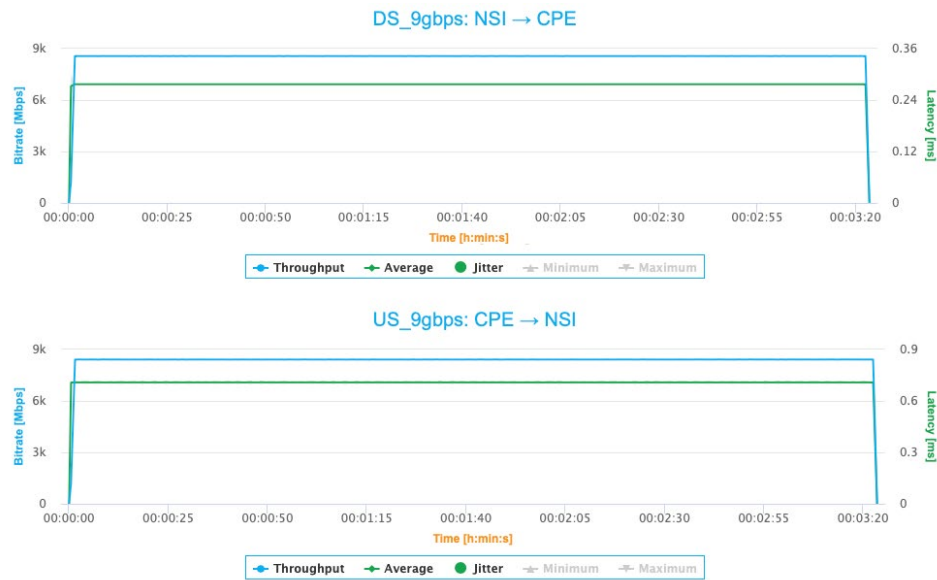 DS_9gbps: NSI → CPE
9k 0.36
6k 0.24
3k 0.12
0 0
Bitrate [Mbps]
Latency [ms]
00:00:00 00:00:25 00:00:50 00:01:15 00:01:40 00:02:05 00:02:30 00:02:55 00:03:20
Time [h:min:s]
Throughput Average Jitter Minimum Maximum
US_9gbps: CPE → NSI
9k 0.9
6k 0.6
3k 0.3
0 0
Bitrate [Mbps]
Latency [ms]
00:00:00 00:00:25 00:00:50 00:01:15 00:01:40 00:02:05 00:02:30 00:02:55 00:03:20
Time [h:min:s]
Throughput Average Jitter Minimum Maximum